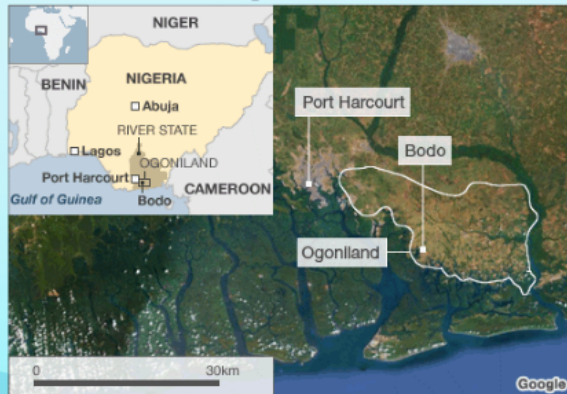 NIGER
BENIN
NIGERIA
Abuja
RIVER STATE
Lagos
OGONILAND
Port Harcourt
CAMEROON
Gulf of Guinea
Bodo
Port Harcourt
Bodo
Ogoniland
0 30km
Google